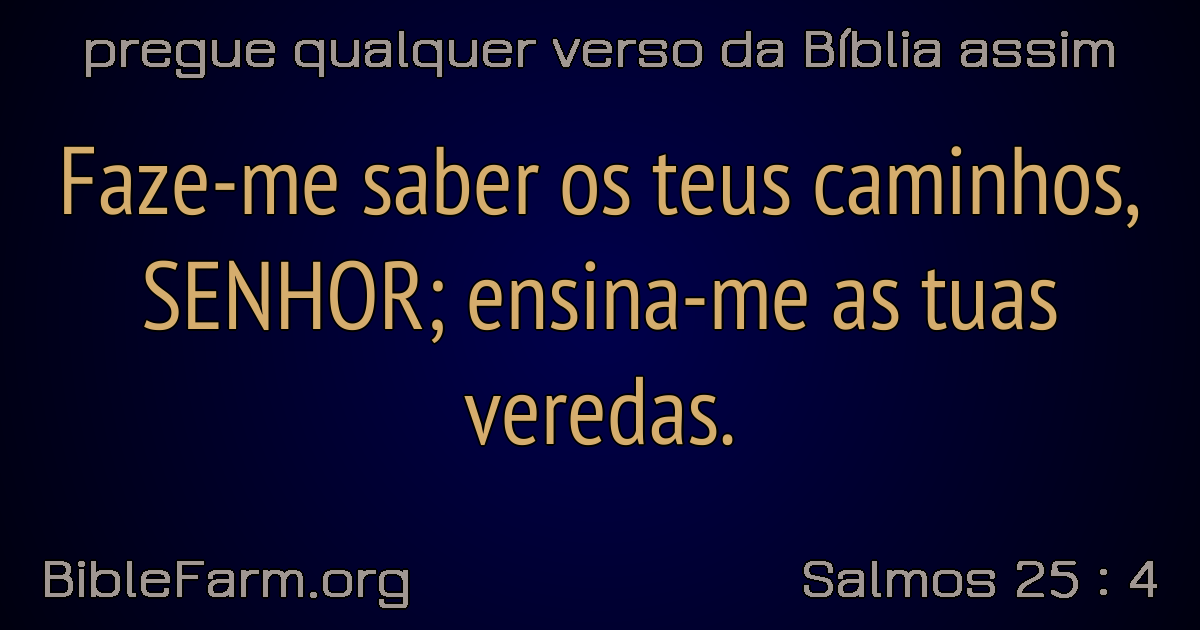 pregue qualquer verso da Bíblia assim
Faze-me saber os teus caminhos,
SENHOR; ensina-me as tuas
veredas.
BibleFarm.org
Salmos 25 : 4